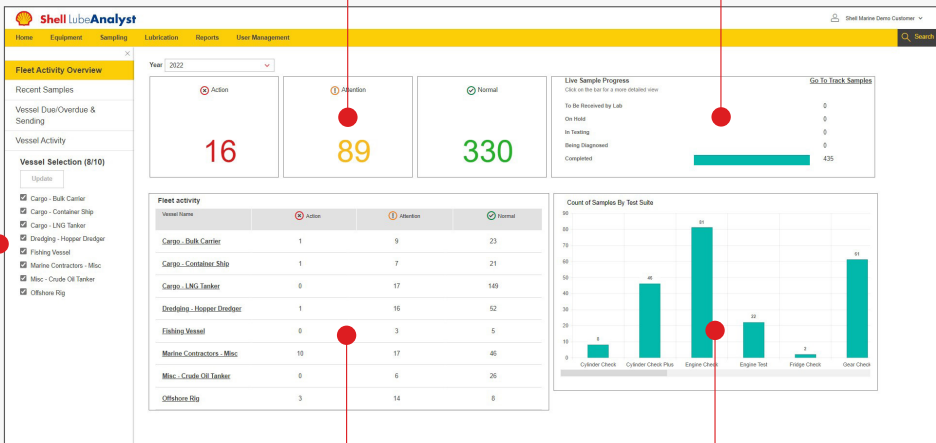 Shell LubeAnalyst
Shell Marine Demo Customer
Home Equipment Sampling Lubrication Reports User Management Search
Fleet Activity Overview
Recent Samples
Vessel Due/Overdue &
Sending
Vessel Activity
Vessel Selection (8/10)
Update
Cargo - Bulk Carrier
Cargo - Container Ship
Cargo - LNG Tanker
Dredging - Hopper Dredger
Fishing Vessel
Marine Contractors - Misc
Misc - Crude Oil Tanker
Offshore Rig
Year 2022
Action Attention Normal
16 89 330
Live Sample Progress Go To Track Samples
Click on the bar for a more detailed view
To Be Received by Lab 0
On Hold 0
In Testing 0
Being Diagnosed 0
Completed 435
Fleet activity
Vessel Name Action Attention Normal
Cargo - Bulk Carrier 1 9 23
Cargo - Container Ship 1 7 21
Cargo - LNG Tanker 0 17 149
Dredging - Hopper Dredger 1 16 52
Fishing Vessel 0 3 5
Marine Contractors - Misc 10 17 46
Misc - Crude Oil Tanker 0 6 26
Offshore Rig 3 14 8
Count of Samples By Test Suite
90
80
70
60
50
40
30
20
10
0
Cylinder Check Cylinder Check Plus Engine Check Engine Test Fridge Check Gear Check